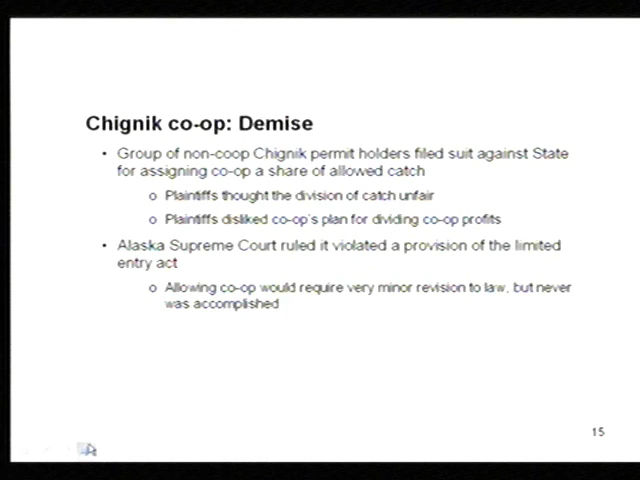 Chignik co-op: Demise
• Group of non-coop Chignik permit holders filed suit against State
for assigning co-op a share of allowed catch
o Plaintiffs thought the division of catch unfair
o Plaintiffs disliked co-op's plan for dividing co-op profits
• Alaska Supreme Court ruled it violated a provision of the limited
entry act
o Allowing co-op would require very minor revision to law, but never
was accomplished
15